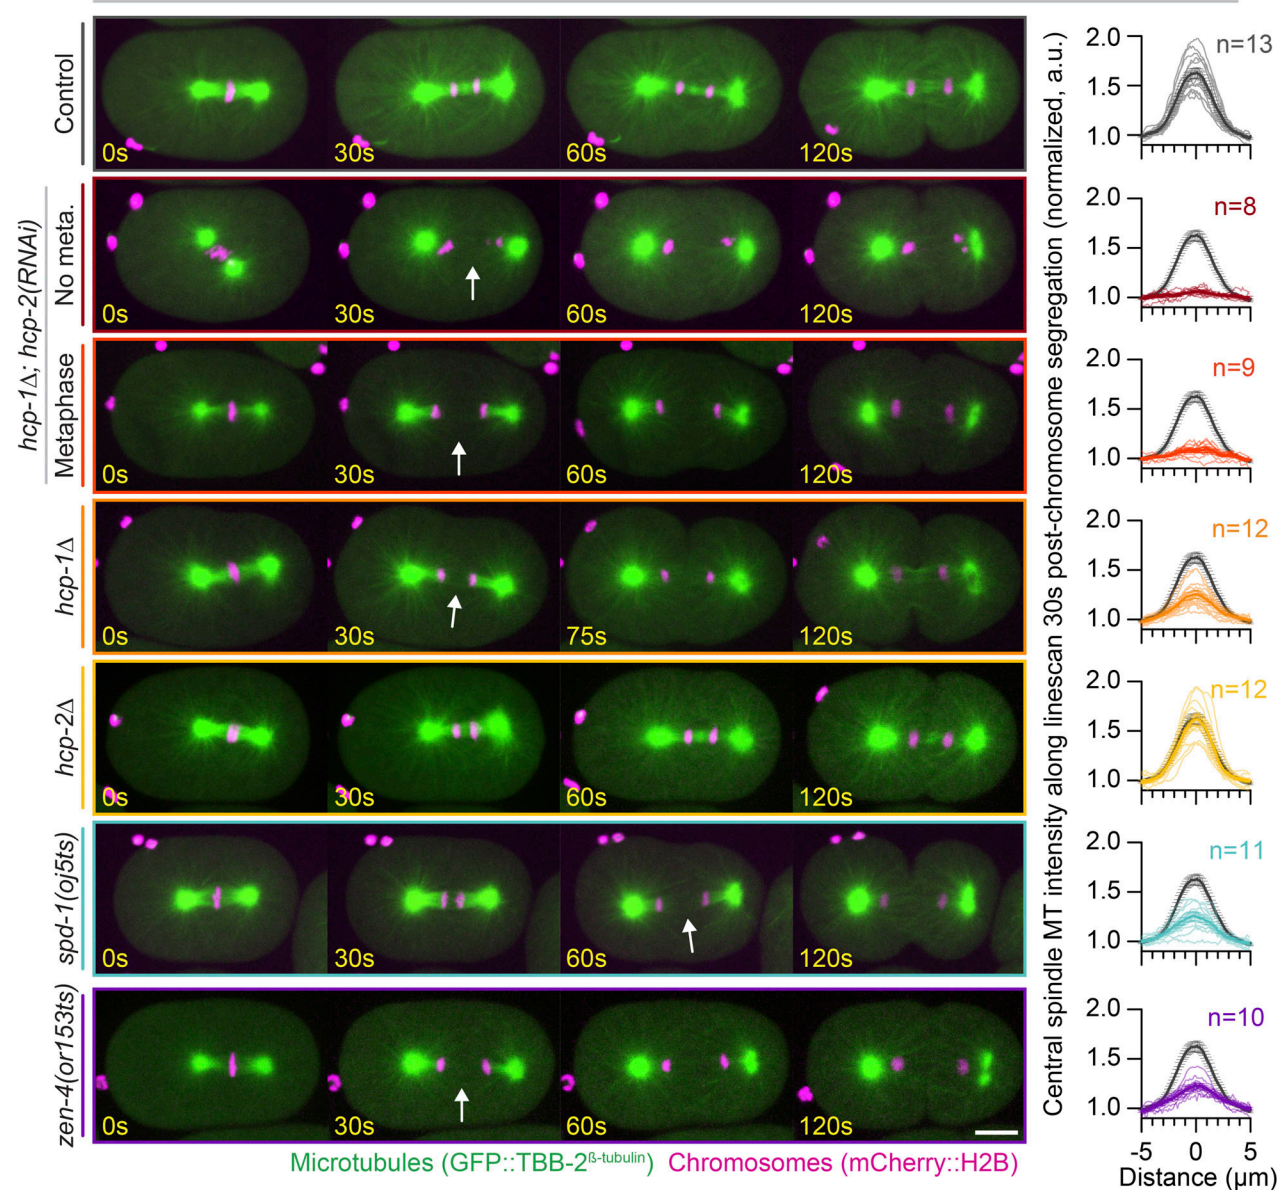 Control
0s 30s 60s 120s
2.0
1.5
1.0
n=13
hcp-1Δ; hcp-2(RNAi)
No meta.
0s 30s 60s 120s
2.0
1.5
1.0
n=8
Metaphase
0s 30s 60s 120s
2.0
1.5
1.0
n=9
hcp-1Δ
0s 30s 75s 120s
2.0
1.5
1.0
n=12
hcp-2Δ
0s 30s 60s 120s
2.0
1.5
1.0
n=12
spd-1(oj5ts)
0s 30s 60s 120s
2.0
1.5
1.0
n=11
zen-4(or153ts)
0s 30s 60s 120s
2.0
1.5
1.0
n=10
Central spindle MT intensity along linescan 30s post-chromosome segregation (normalized, a.u.)
-5 0 5
Distance (µm)
Microtubules (GFP::TBB-2ß-tubulin) Chromosomes (mCherry::H2B)